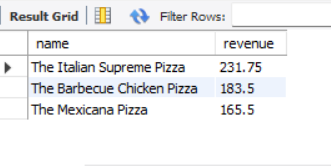 Result Grid Filter Rows:
name revenue
The Italian Supreme Pizza 231.75
The Barbecue Chicken Pizza 183.5
The Mexicana Pizza 165.5